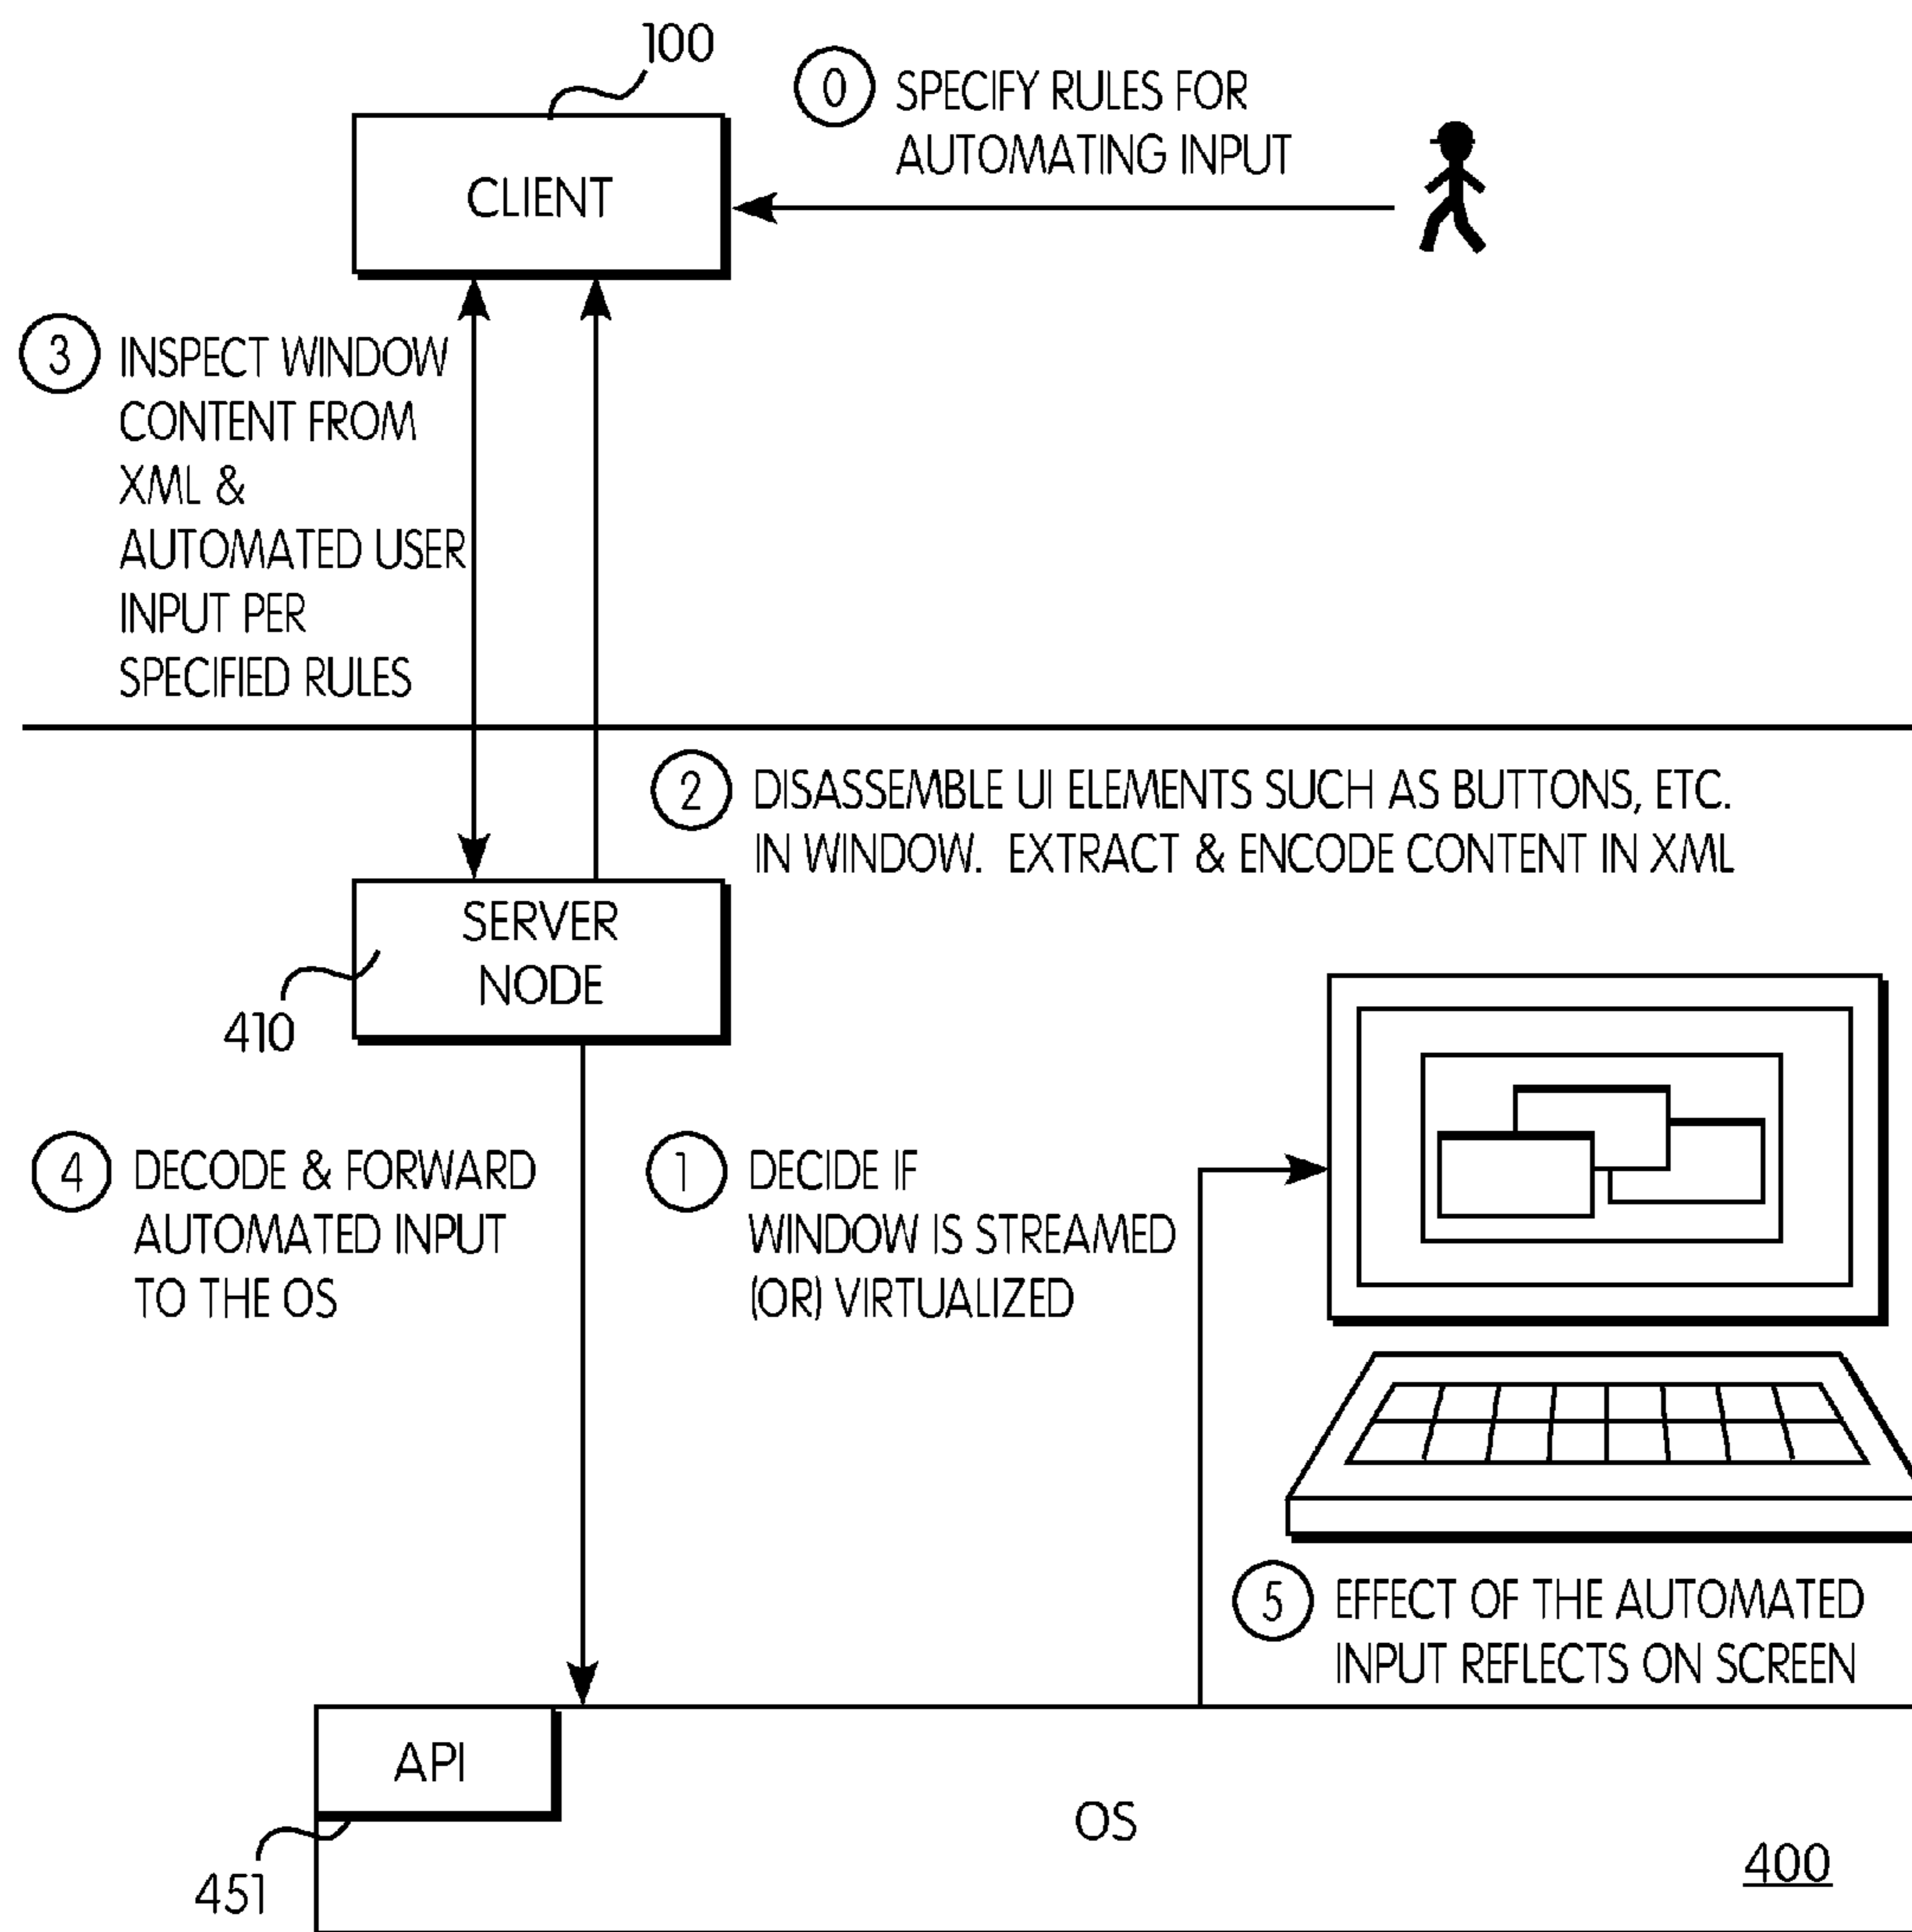 100
0 SPECIFY RULES FOR
AUTOMATING INPUT
CLIENT
3 INSPECT WINDOW
CONTENT FROM
XML &
AUTOMATED USER
INPUT PER
SPECIFIED RULES
2 DISASSEMBLE UI ELEMENTS SUCH AS BUTTONS, ETC.
IN WINDOW. EXTRACT & ENCODE CONTENT IN XML
SERVER
NODE
410
4 DECODE & FORWARD
AUTOMATED INPUT
TO THE OS
1 DECIDE IF
WINDOW IS STREAMED
(OR) VIRTUALIZED
5 EFFECT OF THE AUTOMATED
INPUT REFLECTS ON SCREEN
API
OS
400
451